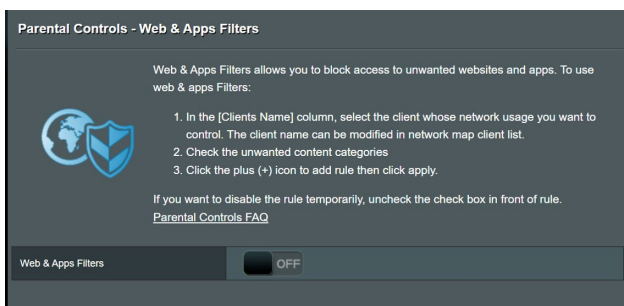 Parental Controls - Web & Apps Filters
Web & Apps Filters allows you to block access to unwanted websites and apps. To use
web & apps Filters:
1. In the [Clients Name] column, select the client whose network usage you want to
control. The client name can be modified in network map client list.
2. Check the unwanted content categories
3. Click the plus (+) icon to add rule then click apply.
If you want to disable the rule temporarily, uncheck the check box in front of rule.
Parental Controls FAQ
Web & Apps Filters
OFF